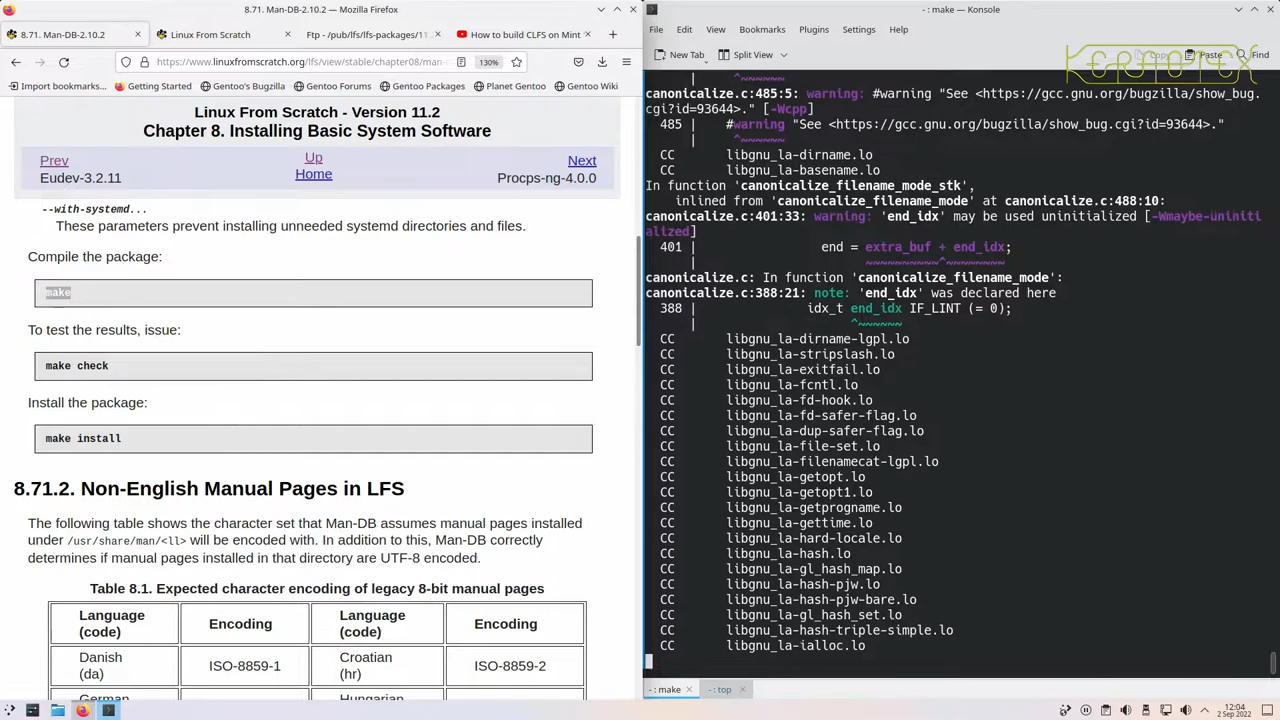 8.71. Man-DB-2.10.2 — Mozilla Firefox
8.71. Man-DB-2.10.2
Linux From Scratch
Ftp - /pub/lfs/lfs-packages/11.
How to build CLFS on Mint
https://www.linuxfromscratch.org/lfs/view/stable/chapter08/man-
Import bookmarks...
Getting Started
Gentoo's Bugzilla
Gentoo Forums
Gentoo Packages
Planet Gentoo
Gentoo Wiki
Linux From Scratch - Version 11.2
Chapter 8. Installing Basic System Software
Prev
Up
Next
Eudev-3.2.11
Home
Procps-ng-4.0.0
--with-systemd...
These parameters prevent installing unneeded systemd directories and files.
Compile the package:
make
To test the results, issue:
make check
Install the package:
make install
8.71.2. Non-English Manual Pages in LFS
The following table shows the character set that Man-DB assumes manual pages installed
under /usr/share/man/<ll> will be encoded with. In addition to this, Man-DB correctly
determines if manual pages installed in that directory are UTF-8 encoded.
Table 8.1. Expected character encoding of legacy 8-bit manual pages
Language (code)
Encoding
Language (code)
Encoding
Danish (da)
ISO-8859-1
Croatian (hr)
ISO-8859-2
German
Hungarian
- : make — Konsole
File Edit View Bookmarks Plugins Settings Help
New Tab
Split View
Copy
Paste
Find
KERNOTEX
| ^~~~~~~
canonicalize.c:485:5: warning: #warning "See <https://gcc.gnu.org/bugzilla/show_bug.
cgi?id=93644>." [-Wcpp]
485 | #warning "See <https://gcc.gnu.org/bugzilla/show_bug.cgi?id=93644>."
| ^~~~~~~
CC libgnu_la-dirname.lo
CC libgnu_la-basename.lo
In function 'canonicalize_filename_mode_stk',
inlined from 'canonicalize_filename_mode' at canonicalize.c:488:10:
canonicalize.c:401:33: warning: 'end_idx' may be used uninitialized [-Wmaybe-uniniti
alized]
401 | end = extra_buf + end_idx;
| ~~~~~~~~~~^~~~~~~~~
canonicalize.c: In function 'canonicalize_filename_mode':
canonicalize.c:388:21: note: 'end_idx' was declared here
388 | idx_t end_idx IF_LINT (= 0);
| ^~~~~~~
CC libgnu_la-dirname-lgpl.lo
CC libgnu_la-stripslash.lo
CC libgnu_la-exitfail.lo
CC libgnu_la-fcntl.lo
CC libgnu_la-fd-hook.lo
CC libgnu_la-fd-safer-flag.lo
CC libgnu_la-dup-safer-flag.lo
CC libgnu_la-file-set.lo
CC libgnu_la-filenamecat-lgpl.lo
CC libgnu_la-getopt.lo
CC libgnu_la-getopt1.lo
CC libgnu_la-getprogname.lo
CC libgnu_la-gettime.lo
CC libgnu_la-hard-locale.lo
CC libgnu_la-hash.lo
CC libgnu_la-gl_hash_map.lo
CC libgnu_la-hash-pjw.lo
CC libgnu_la-hash-pjw-bare.lo
CC libgnu_la-gl_hash_set.lo
CC libgnu_la-hash-triple-simple.lo
CC libgnu_la-ialloc.lo
- : make
- : top
12:04
2 Sep 2022